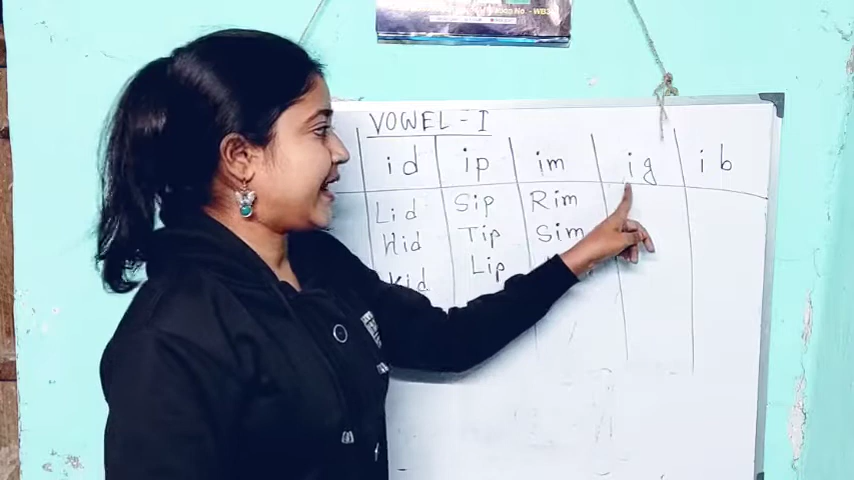 VOWEL - I
id ip im ig ib
Lid Sip Rim
Hid Tip Sim
Kid Lip